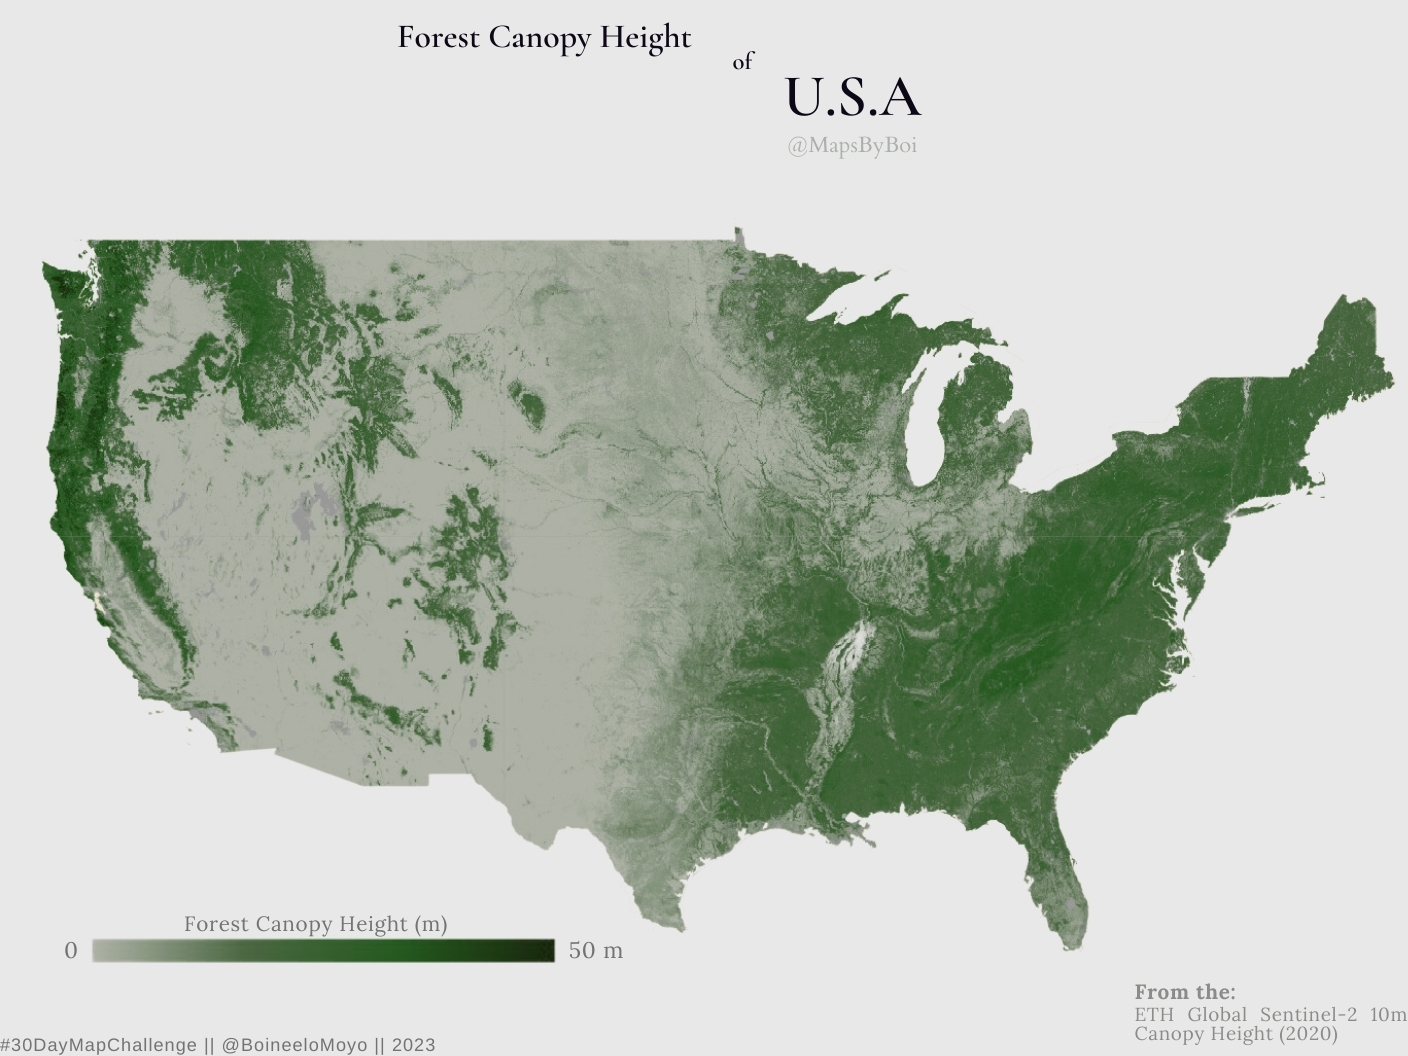 Forest Canopy Height
of
U.S.A
@MapsByBoi
Forest Canopy Height (m)
0
50 m
From the:
ETH Global Sentinel-2 10m
Canopy Height (2020)
#30DayMapChallenge || @BoineeloMoyo || 2023